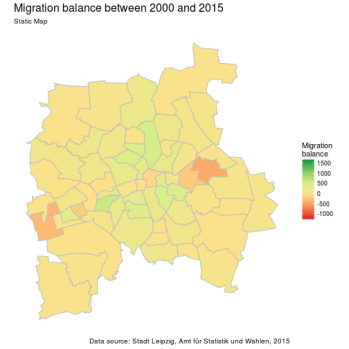 Migration balance between 2000 and 2015
Static Map
Migration
balance
1500
1000
500
0
-500
-1000
Data source: Stadt Leipzig, Amt für Statistik und Wahlen, 2015